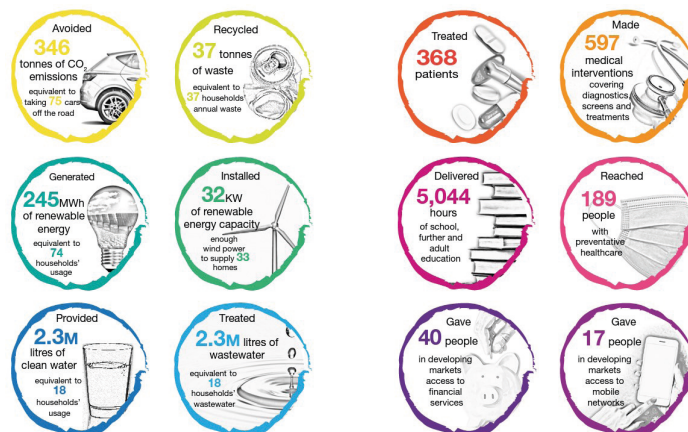 Avoided
346
tonnes of CO2
emissions
equivalent to
taking 75 cars
off the road
Recycled
37 tonnes
of waste
equivalent to
37 households'
annual waste
Treated
368
patients
Made
597
medical
interventions
covering
diagnostics,
screens and
treatments
Generated
245MWh
of renewable
energy
equivalent to
74
households'
usage
Installed
32KW
of renewable
energy capacity
enough
wind power
to supply 33
homes
Delivered
5,044
hours
of school,
further and
adult
education
Reached
189
people
with
preventative
healthcare
Provided
2.3M
litres of
clean water
equivalent to
18
households'
usage
Treated
2.3M litres of
wastewater
equivalent to
18
households'
wastewater
Gave
40 people
in developing
markets
access to
financial
services
Gave
17 people
in developing
markets
access to
mobile
networks